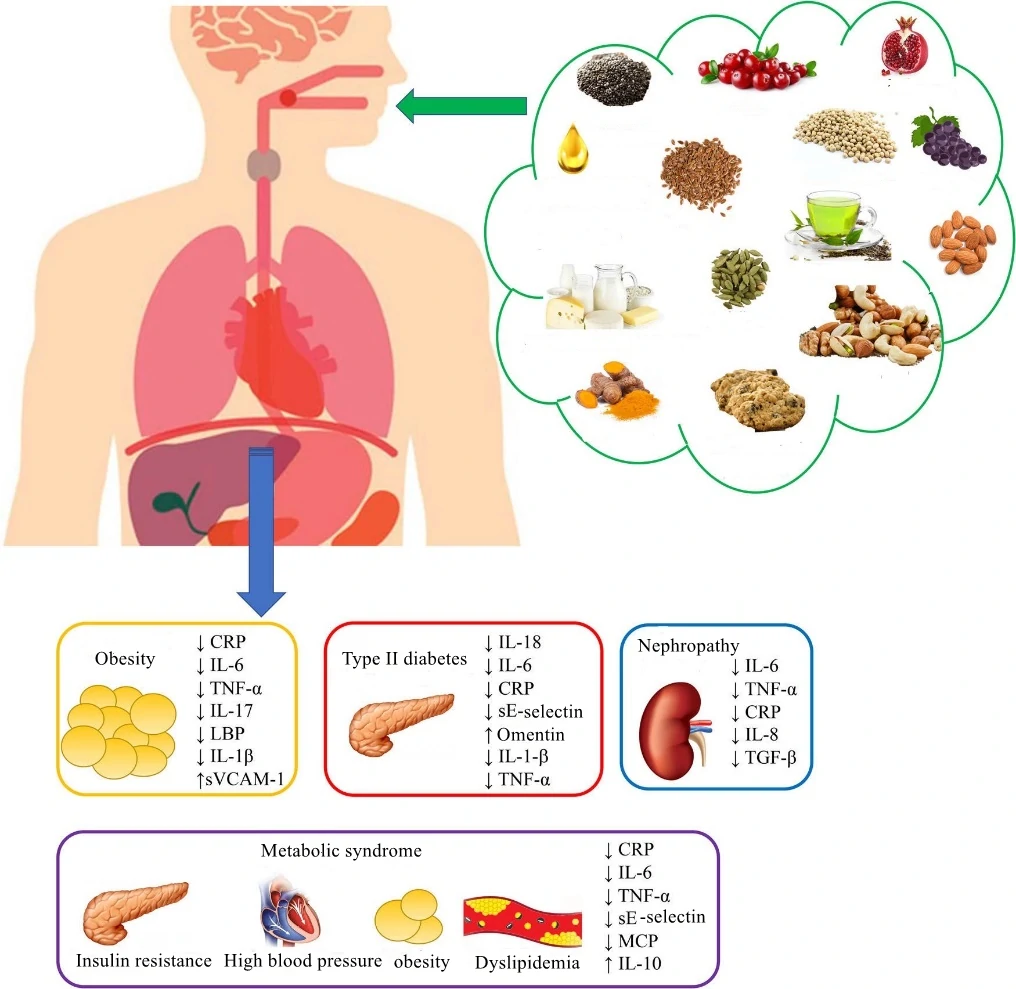 Obesity
↓ CRP
↓ IL-6
↓ TNF-α
↓ IL-17
↓ LBP
↓ IL-1β
↑sVCAM-1
Type II diabetes
↓ IL-18
↓ IL-6
↓ CRP
↓ sE-selectin
↑ Omentin
↓ IL-1-β
↓ TNF-α
Nephropathy
↓ IL-6
↓ TNF-α
↓ CRP
↓ IL-8
↓ TGF-β
Metabolic syndrome
Insulin resistance
High blood pressure
obesity
Dyslipidemia
↓ CRP
↓ IL-6
↓ TNF-α
↓ sE-selectin
↓ MCP
↑ IL-10